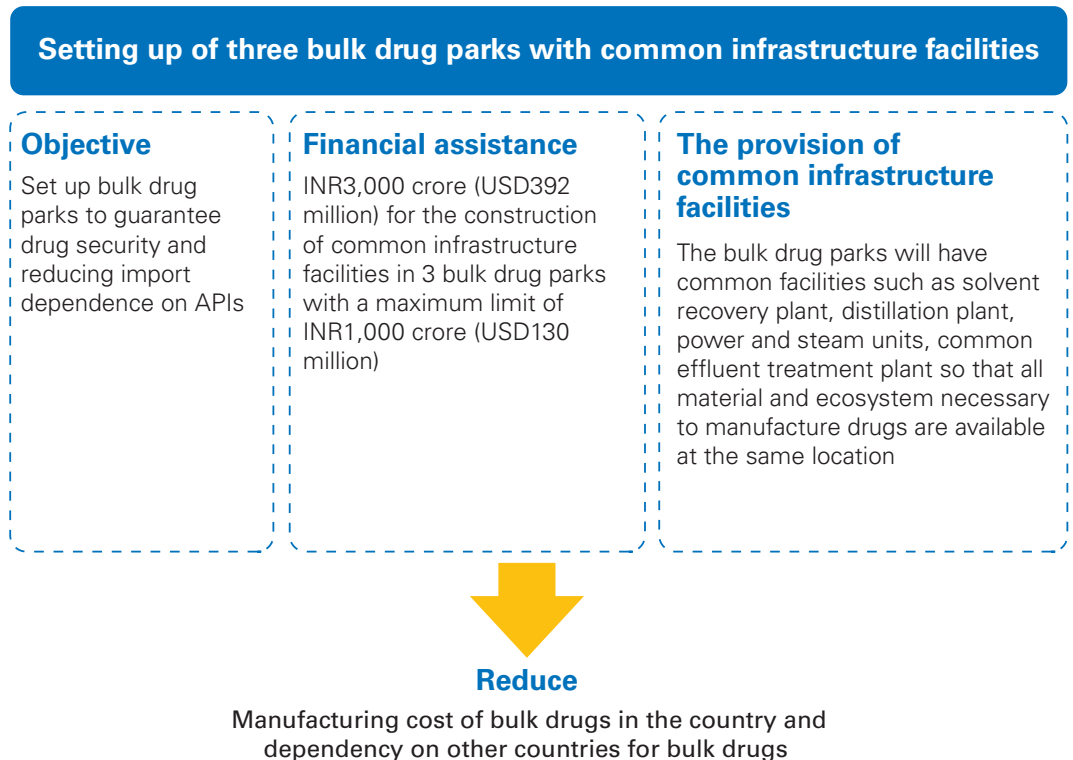 Setting up of three bulk drug parks with common infrastructure facilities
Objective
Set up bulk drug
parks to guarantee
drug security and
reducing import
dependence on APIs
Financial assistance
INR3,000 crore (USD392
million) for the construction
of common infrastructure
facilities in 3 bulk drug parks
with a maximum limit of
INR1,000 crore (USD130
million)
The provision of
common infrastructure
facilities
The bulk drug parks will have
common facilities such as solvent
recovery plant, distillation plant,
power and steam units, common
effluent treatment plant so that all
material and ecosystem necessary
to manufacture drugs are available
at the same location
Reduce
Manufacturing cost of bulk drugs in the country and
dependency on other countries for bulk drugs